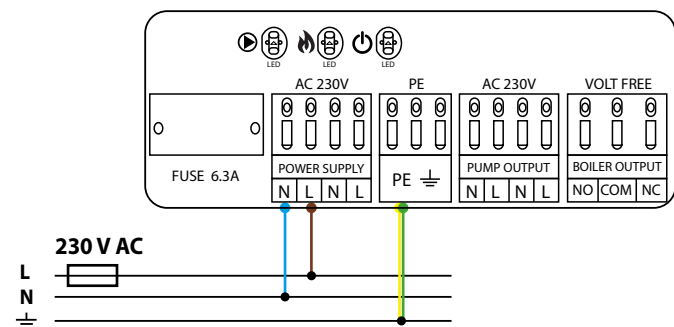 LED LED LED
AC 230V PE AC 230V VOLT FREE
FUSE 6.3A
POWER SUPPLY PE PUMP OUTPUT BOILER OUTPUT
N L N L N L N L NO COM NC
230 V AC
L
N